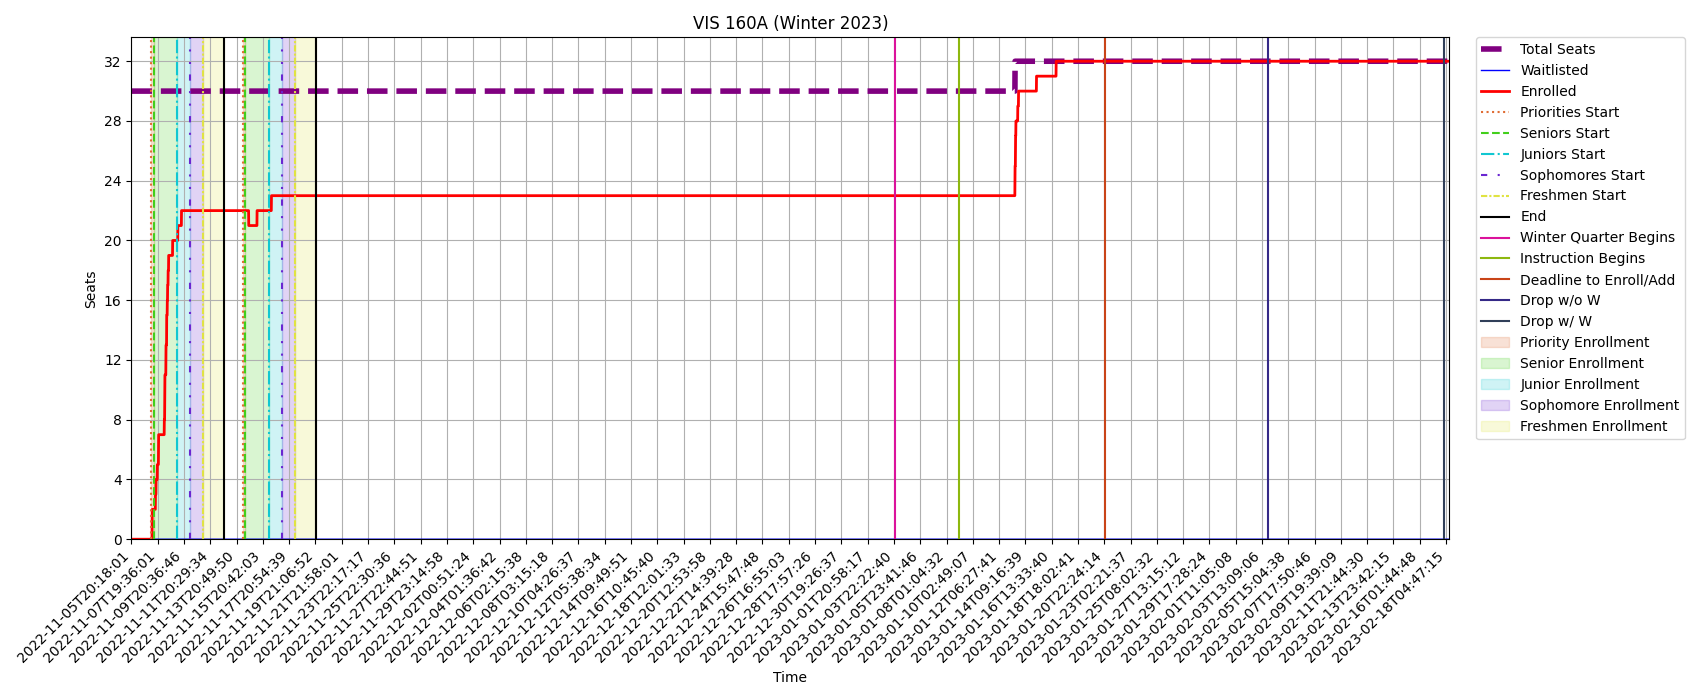 VIS 160A (Winter 2023)
Seats
32
28
24
20
16
12
8
4
0
2022-11-05T20:18:01
2022-11-07T19:36:01
2022-11-09T20:36:46
2022-11-11T20:29:34
2022-11-13T20:49:50
2022-11-15T20:42:03
2022-11-17T20:54:39
2022-11-19T21:06:52
2022-11-21T21:58:01
2022-11-23T22:17:17
2022-11-25T22:30:36
2022-11-27T22:44:51
2022-11-29T23:14:58
2022-12-02T00:51:24
2022-12-04T01:36:42
2022-12-06T02:15:38
2022-12-08T03:15:18
2022-12-10T04:26:37
2022-12-12T05:38:34
2022-12-14T09:49:51
2022-12-16T10:45:40
2022-12-18T12:01:33
2022-12-20T12:53:58
2022-12-22T14:39:28
2022-12-24T15:47:48
2022-12-26T16:55:03
2022-12-28T17:57:26
2022-12-30T19:26:37
2023-01-01T20:58:17
2023-01-03T22:22:40
2023-01-05T23:41:46
2023-01-08T01:04:32
2023-01-10T02:49:07
2023-01-12T06:27:41
2023-01-14T09:16:39
2023-01-16T13:33:40
2023-01-18T18:02:41
2023-01-20T22:24:14
2023-01-23T02:21:37
2023-01-25T08:02:32
2023-01-27T13:15:12
2023-01-29T17:28:24
2023-02-01T11:05:08
2023-02-03T13:09:06
2023-02-05T15:04:38
2023-02-07T17:50:46
2023-02-09T19:39:09
2023-02-11T21:44:30
2023-02-13T23:42:15
2023-02-16T01:44:48
2023-02-18T04:47:15
Time
Total Seats
Waitlisted
Enrolled
Priorities Start
Seniors Start
Juniors Start
Sophomores Start
Freshmen Start
End
Winter Quarter Begins
Instruction Begins
Deadline to Enroll/Add
Drop w/o W
Drop w/ W
Priority Enrollment
Senior Enrollment
Junior Enrollment
Sophomore Enrollment
Freshmen Enrollment